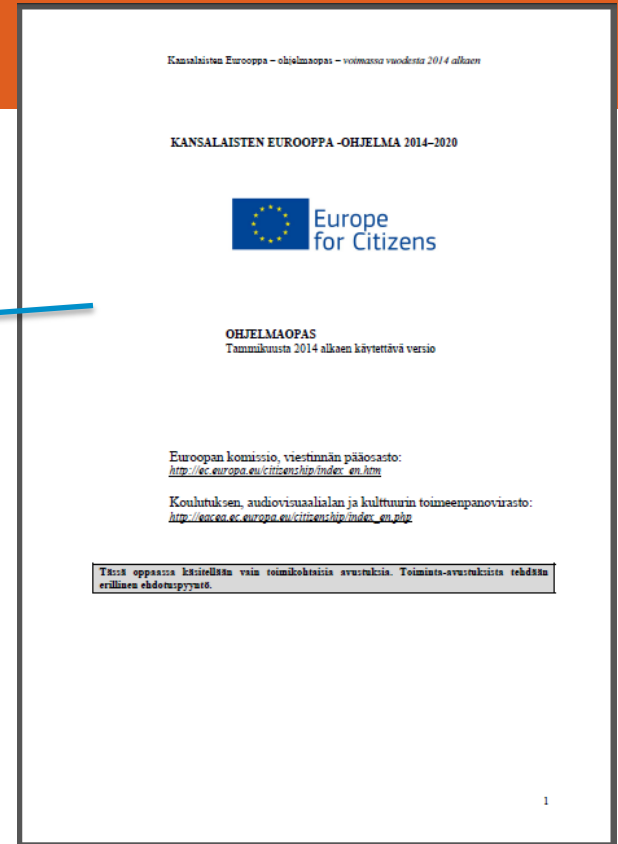 Kansalaisten Eurooppa – ohjelmaopas – voimassa vuodesta 2014 alkaen
KANSALAISTEN EUROOPPA -OHJELMA 2014–2020
Europe
for Citizens
OHJELMAOPAS
Tammikuusta 2014 alkaen käytettävä versio
Euroopan komissio, viestinnän pääosasto:
http://ec.europa.eu/citizenship/index_en.htm
Koulutuksen, audiovisuaalialan ja kulttuurin toimeenpanovirasto:
http://eacea.ec.europa.eu/citizenship/index_en.php
Tässä oppaassa käsitellään vain toimikohtaisia avustuksia. Toiminta-avustuksista tehdään
erillinen ehdotuspyyntö.
1